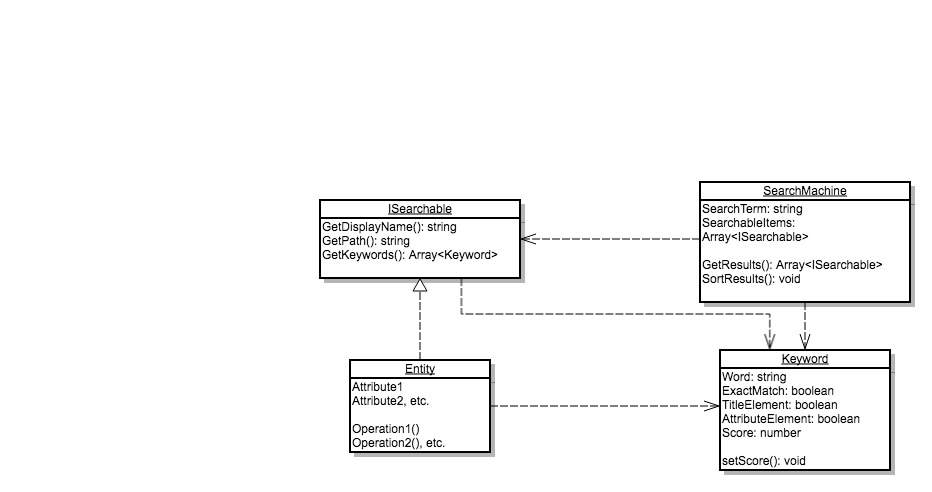 ISearchable
GetDisplayName(): string
GetPath(): string
GetKeywords(): Array<Keyword>
SearchMachine
SearchTerm: string
SearchableItems:
Array<ISearchable>
GetResults(): Array<ISearchable>
SortResults(): void
Entity
Attribute1
Attribute2, etc.
Operation1()
Operation2(), etc.
Keyword
Word: string
ExactMatch: boolean
TitleElement: boolean
AttributeElement: boolean
Score: number
setScore(): void